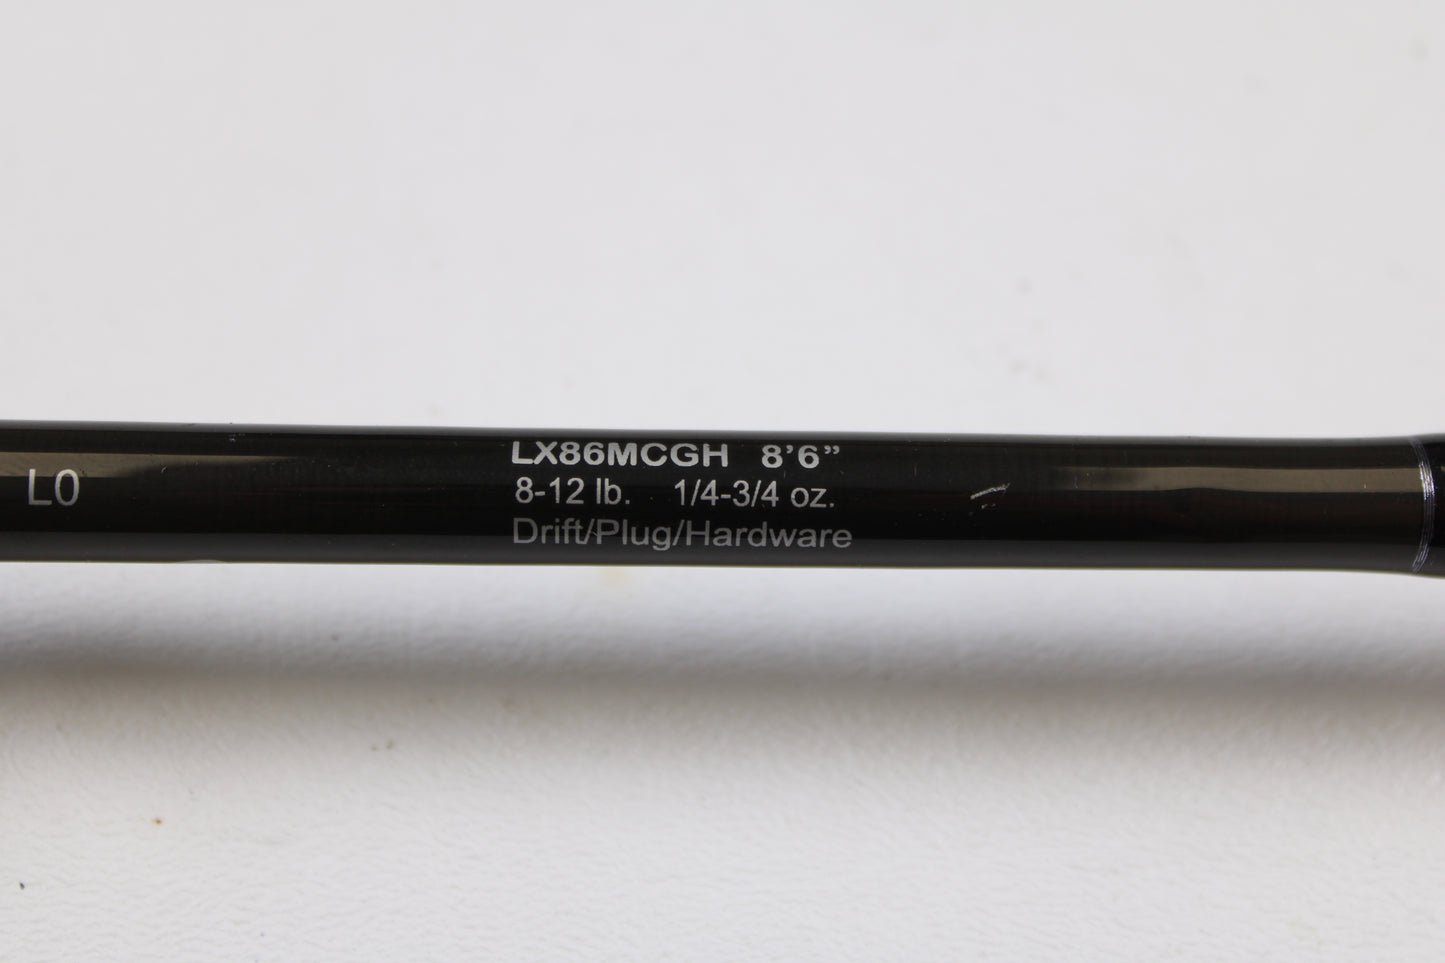 L0
LX86MCGH 8’6”
8-12 lb. 1/4-3/4 oz.
Drift/Plug/Hardware